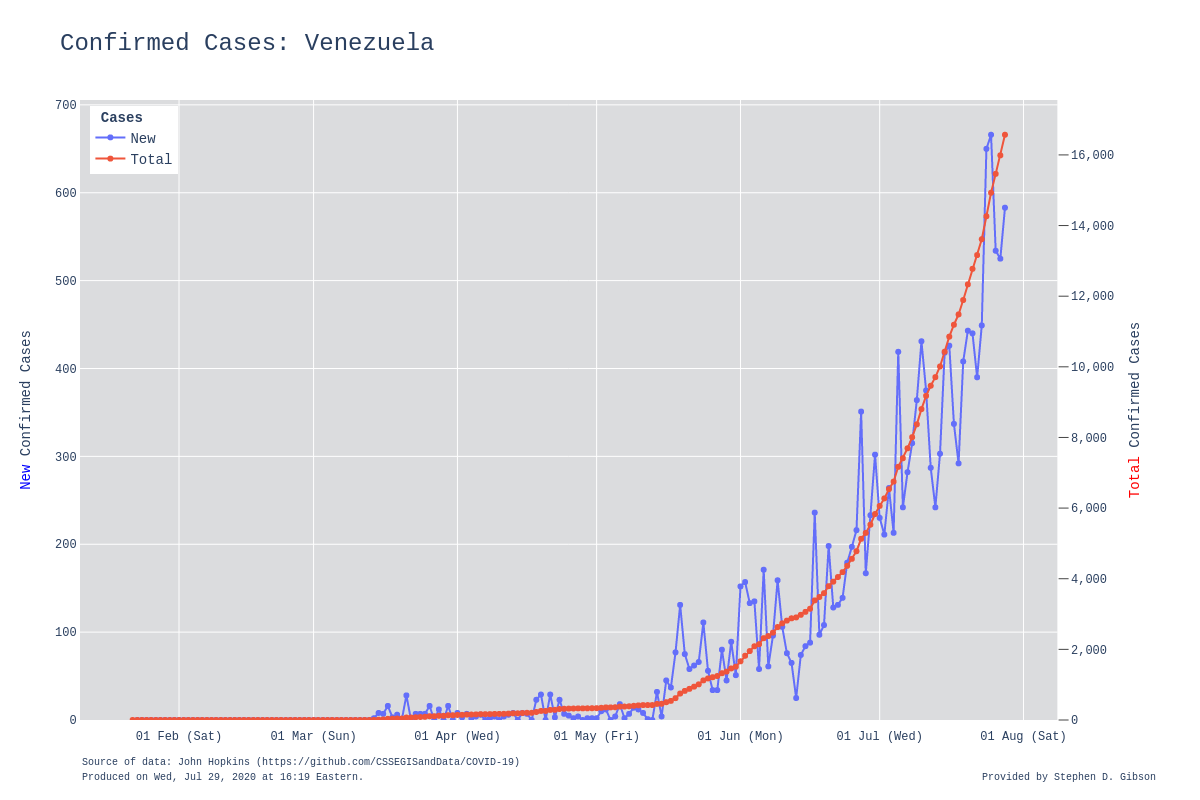 Confirmed Cases: Venezuela
Cases
New
Total
700
600
500
400
300
200
100
0
New Confirmed Cases
16,000
14,000
12,000
10,000
8,000
6,000
4,000
2,000
0
Total Confirmed Cases
01 Feb (Sat)
01 Mar (Sun)
01 Apr (Wed)
01 May (Fri)
01 Jun (Mon)
01 Jul (Wed)
01 Aug (Sat)
Source of data: John Hopkins (https://github.com/CSSEGISandData/COVID-19)
Produced on Wed, Jul 29, 2020 at 16:19 Eastern.
Provided by Stephen D. Gibson